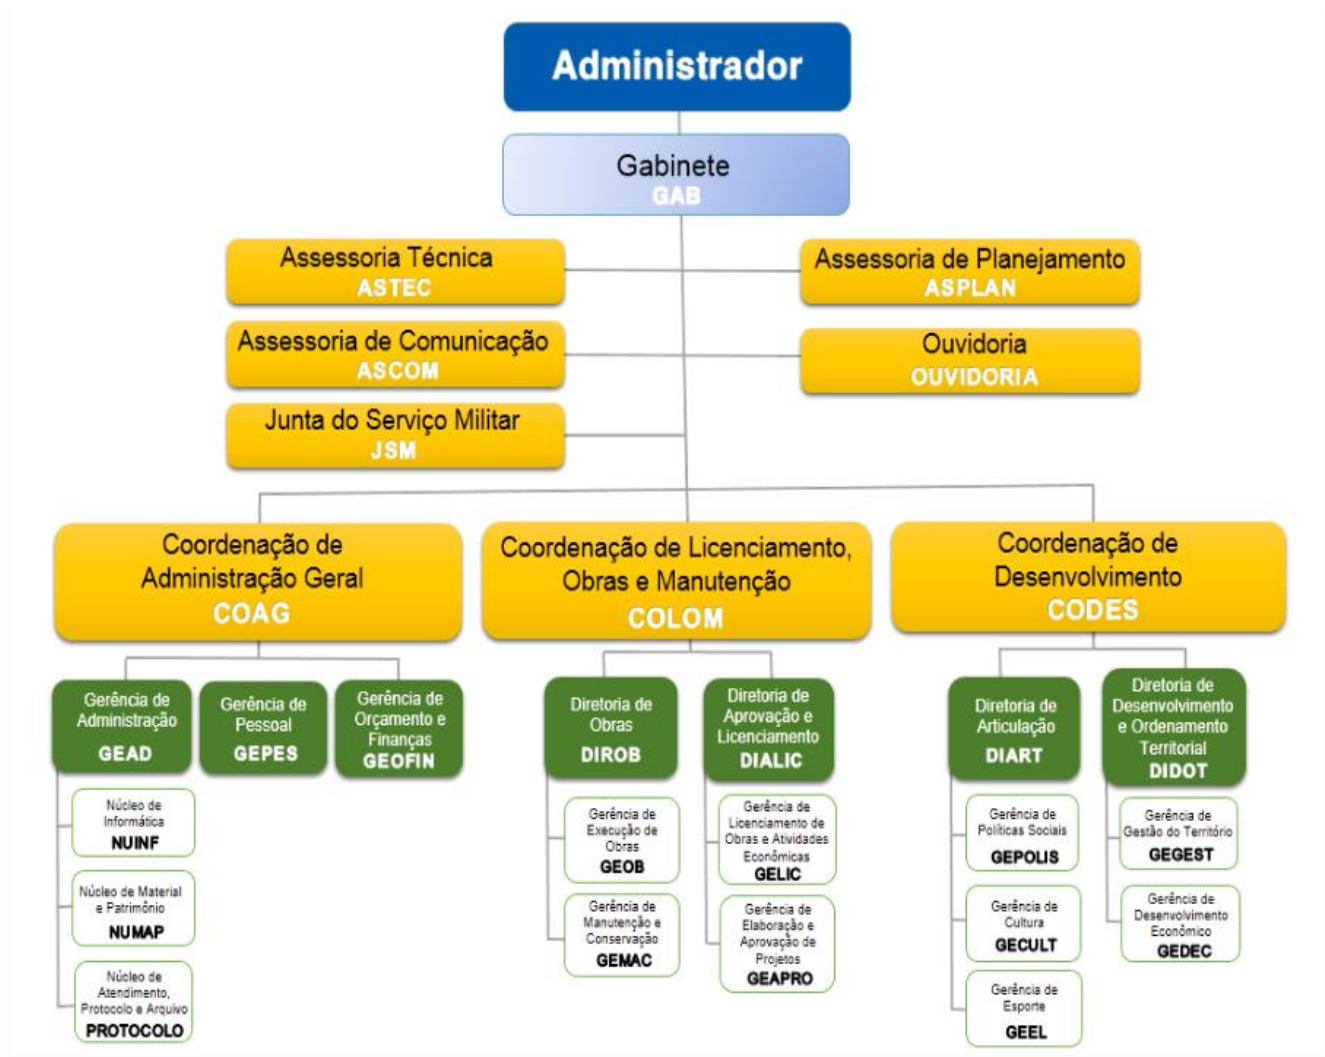 Administrador
Gabinete
GAB
Assessoria Técnica
ASTEC
Assessoria de Planejamento
ASPLAN
Assessoria de Comunicação
ASCOM
Ouvidoria
OUVIDORIA
Junta do Serviço Militar
JSM
Coordenação de
Administração Geral
COAG
Coordenação de Licenciamento,
Obras e Manutenção
COLOM
Coordenação de
Desenvolvimento
CODES
Gerência de
Administração
GEAD
Gerência de
Pessoal
GEPES
Gerência de
Orçamento e
Finanças
GEOFIN
Diretoria de
Obras
DIROB
Diretoria de
Aprovação e
Licenciamento
DIALIC
Diretoria de
Articulação
DIART
Diretoria de
Desenvolvimento
e Ordenamento
Territorial
DIDOT
Núcleo de
Informática
NUINF
Núcleo de Material
e Patrimônio
NUMAP
Núcleo de
Atendimento,
Protocolo e Arquivo
PROTOCOLO
Gerência de
Execução de
Obras
GEOB
Gerência de
Manutenção e
Conservação
GEMAC
Gerência de
Licenciamento de
Obras e Atividades
Econômicas
GELIC
Gerência de
Elaboração e
Aprovação de
Projetos
GEAPRO
Gerência de
Políticas Sociais
GEPOLIS
Gerência de
Cultura
GECULT
Gerência de
Esporte
GEEL
Gerência de
Gestão do Território
GEGEST
Gerência de
Desenvolvimento
Econômico
GEDEC